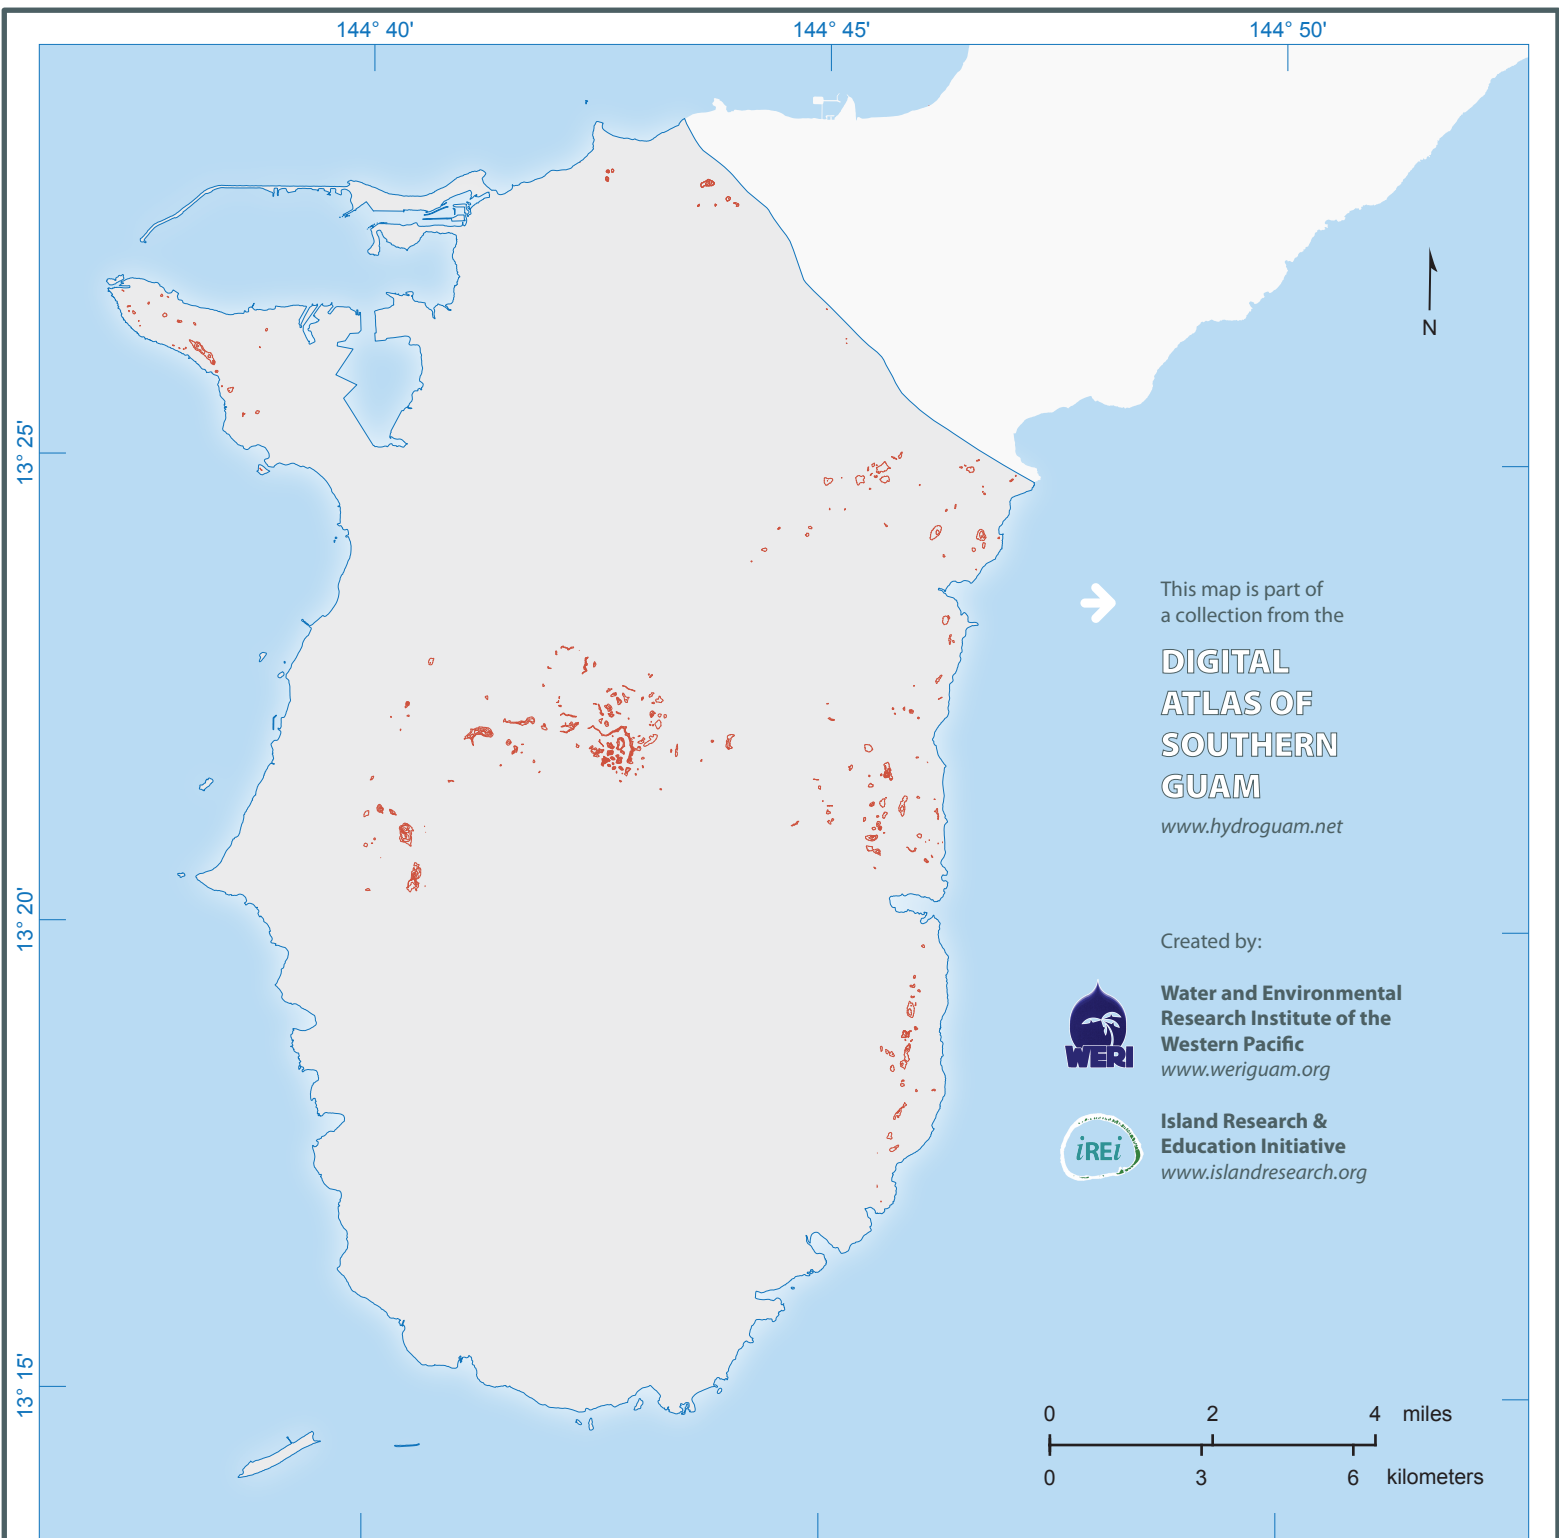 144° 40'
144° 45'
144° 50'
N
13° 25'
This map is part of
a collection from the
DIGITAL
ATLAS OF
SOUTHERN
GUAM
www.hydroguam.net
13° 20'
Created by:
WERI
Water and Environmental
Research Institute of the
Western Pacific
www.weriguam.org
iREi
Island Research &
Education Initiative
www.islandresearch.org
13° 15'
0 2 4 miles
0 3 6 kilometers